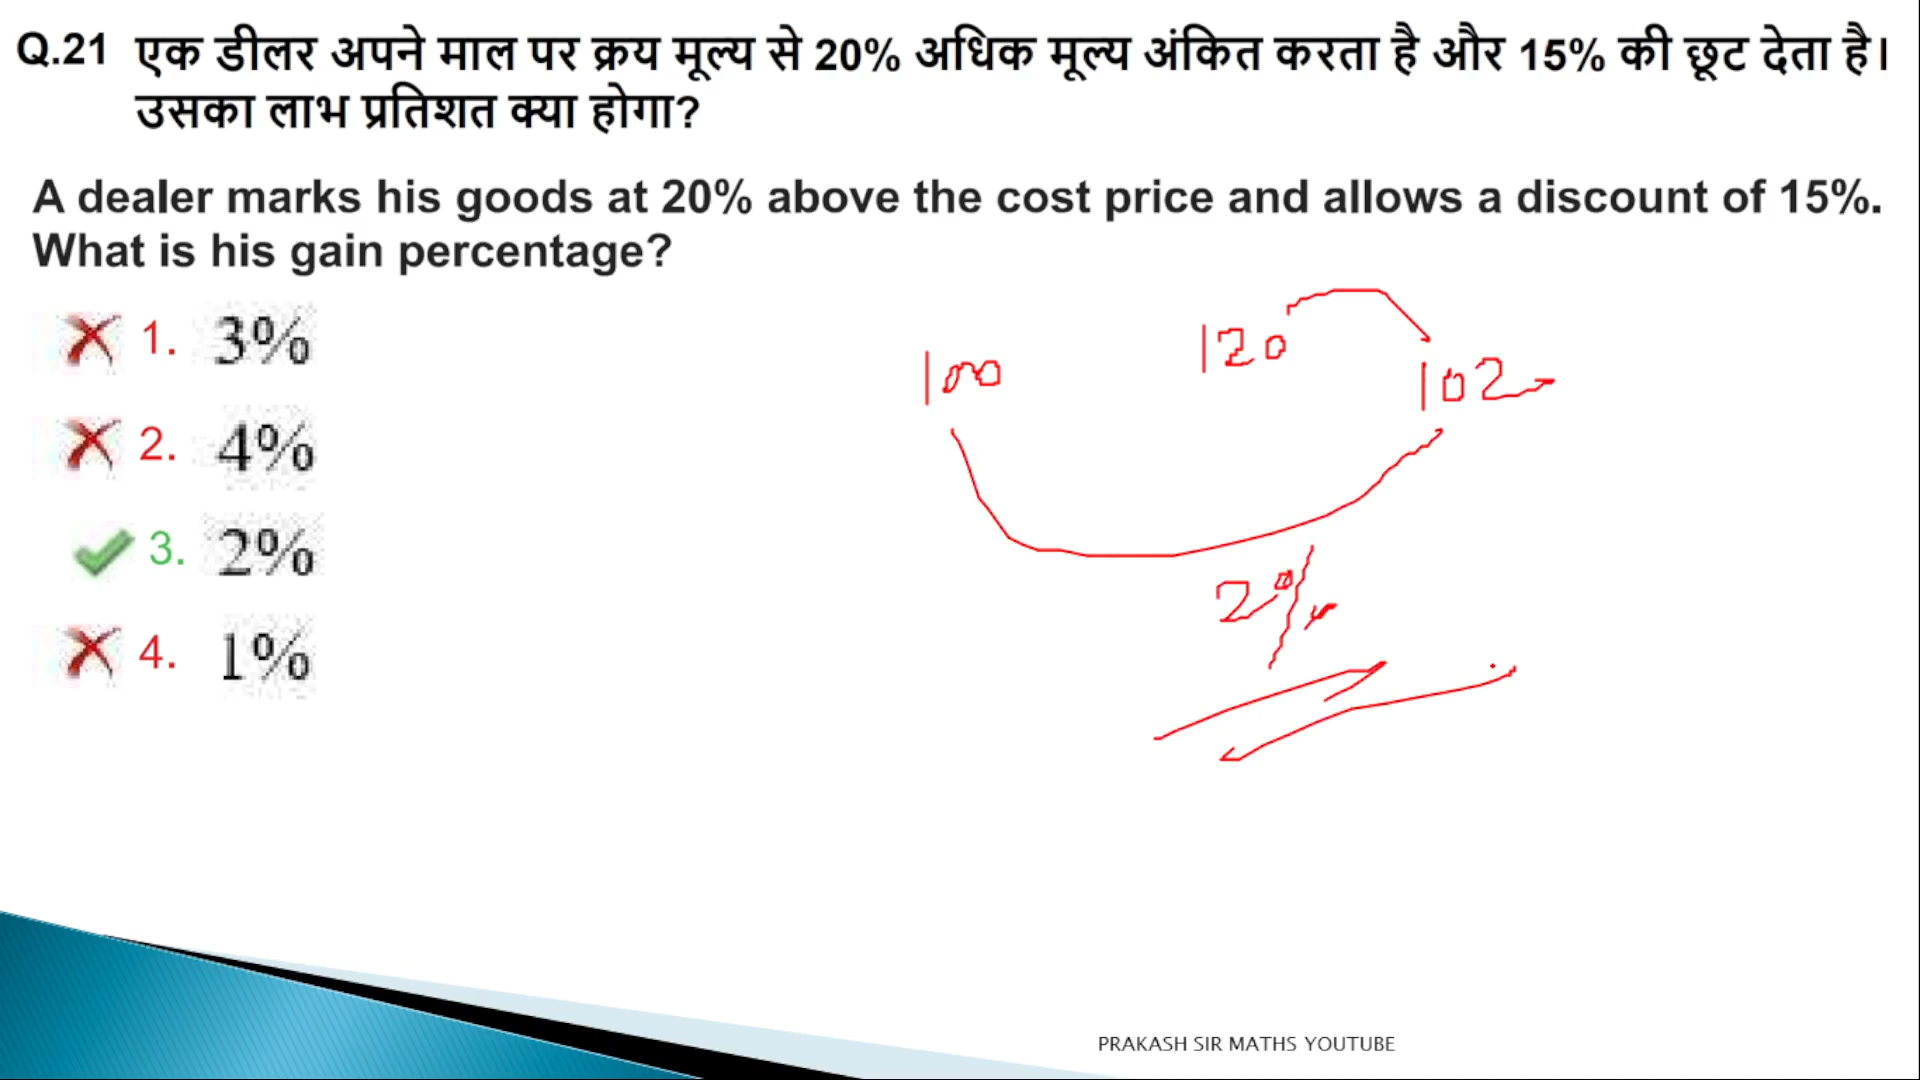 Q.21 एक डीलर अपने माल पर क्रय मूल्य से 20% अधिक मूल्य अंकित करता है और 15% की छूट देता है।
उसका लाभ प्रतिशत क्या होगा?
A dealer marks his goods at 20% above the cost price and allows a discount of 15%.
What is his gain percentage?
1. 3%
2. 4%
3. 2%
4. 1%
100 120 102
2%
PRAKASH SIR MATHS YOUTUBE